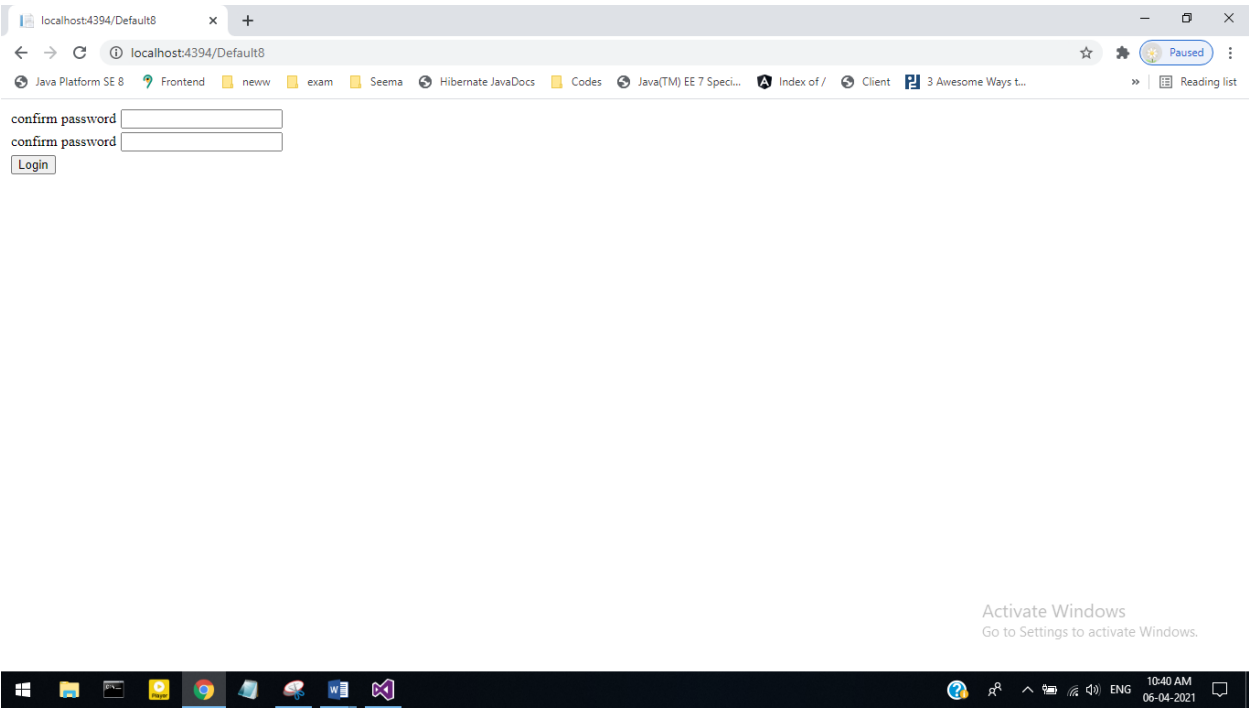 localhost:4394/Default8
localhost:4394/Default8
Paused
Java Platform SE 8 Frontend neww exam Seema Hibernate JavaDocs Codes Java(TM) EE 7 Speci... Index of / Client 3 Awesome Ways t... » Reading list
confirm password
confirm password
Login
Activate Windows
Go to Settings to activate Windows.
ENG
10:40 AM
06-04-2021